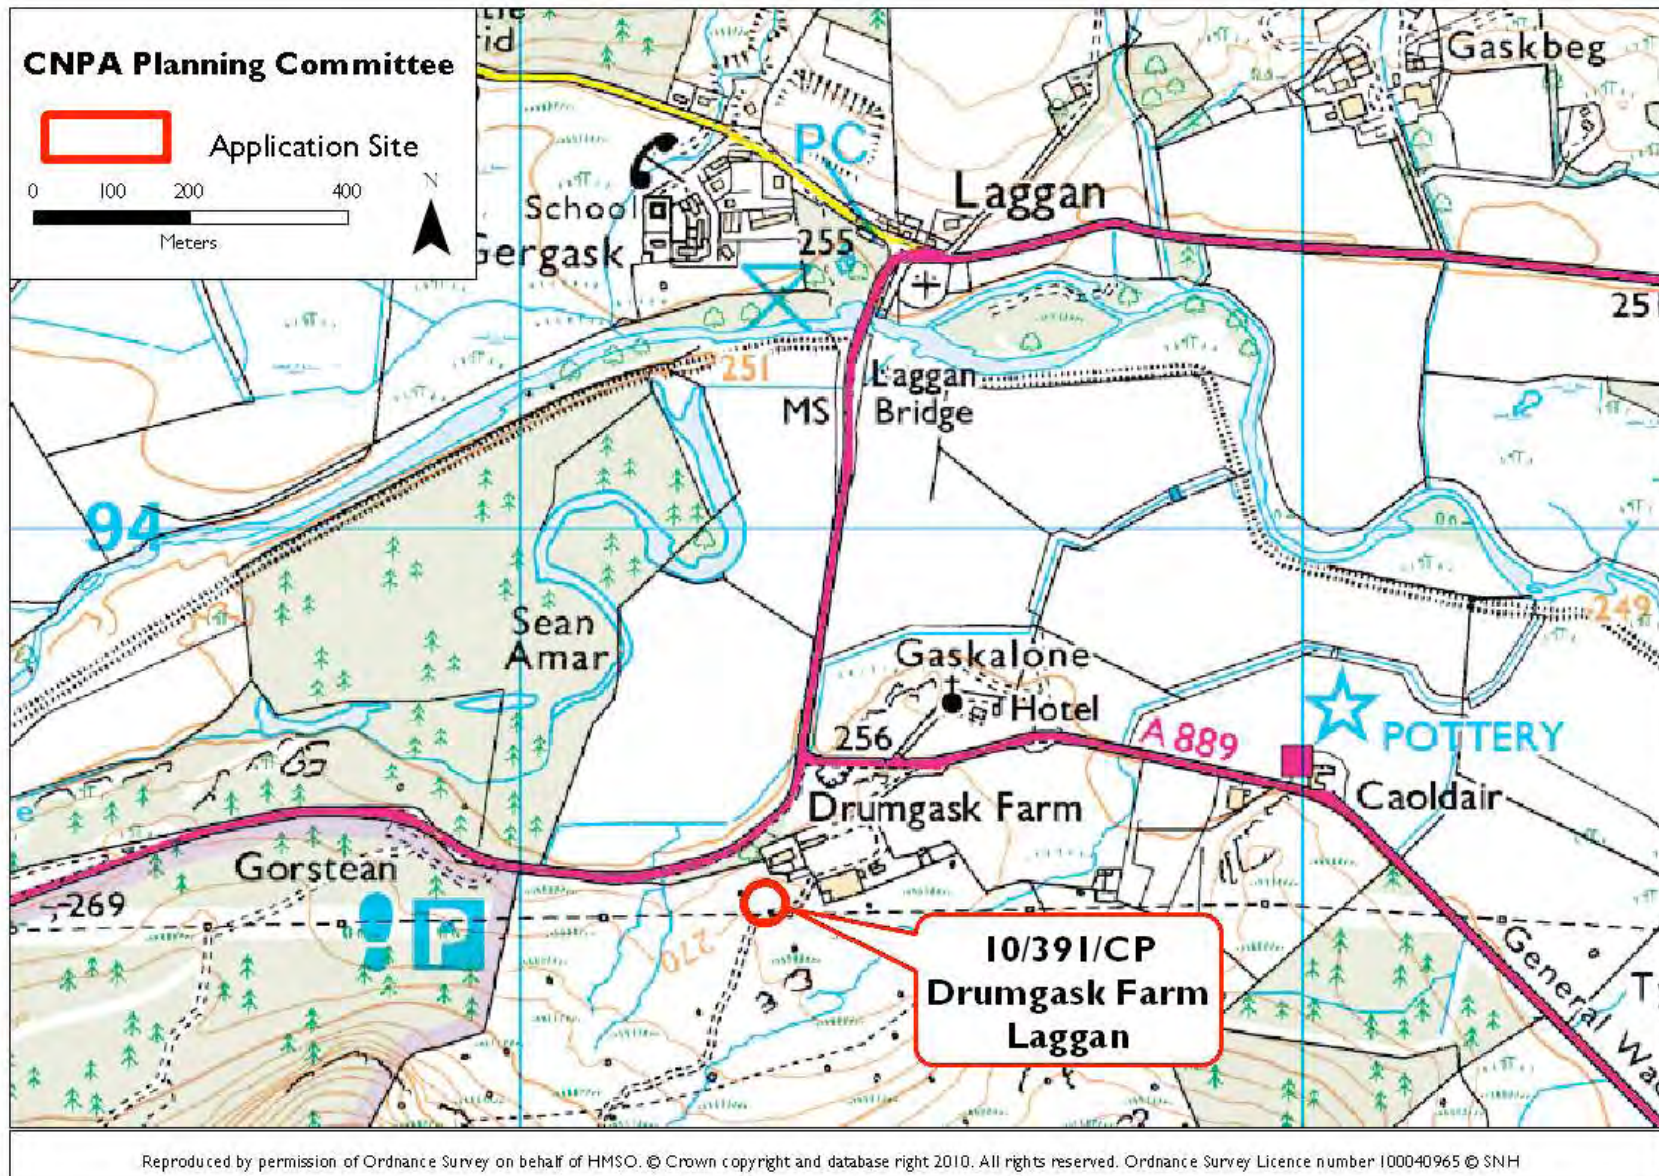 CNPA Planning Committee
Application Site
0 100 200 400
Meters
N
id
Gaskbeg
PC
Laggan
School
Gergask
255
251
251
Laggan
Bridge
MS
94
249
Sean
Amar
Gaskalone
Hotel
256
A 889
POTTERY
Drumgask Farm
Caoldair
Gorstean
269
P
270
10/391/CP
Drumgask Farm
Laggan
General
Reproduced by permission of Ordnance Survey on behalf of HMSO. © Crown copyright and database right 2010. All rights reserved. Ordnance Survey Licence number 100040965 © SNH